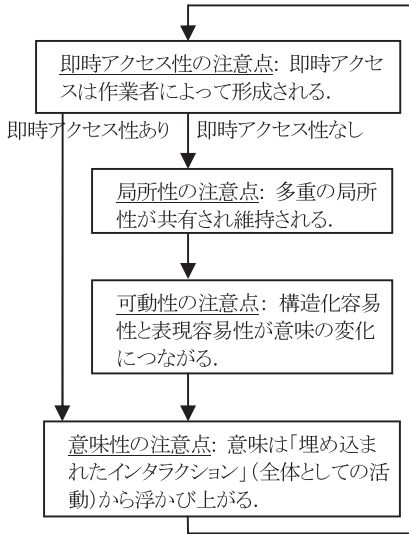 即時アクセス性の注意点: 即時アクセ
スは作業者によって形成される.
即時アクセス性あり
即時アクセス性なし
局所性の注意点: 多重の局所
性が共有され維持される.
可動性の注意点: 構造化容易
性と表現容易性が意味の変化
につながる.
意味性の注意点: 意味は「埋め込ま
れたインタラクション」(全体としての活
動)から浮かび上がる.